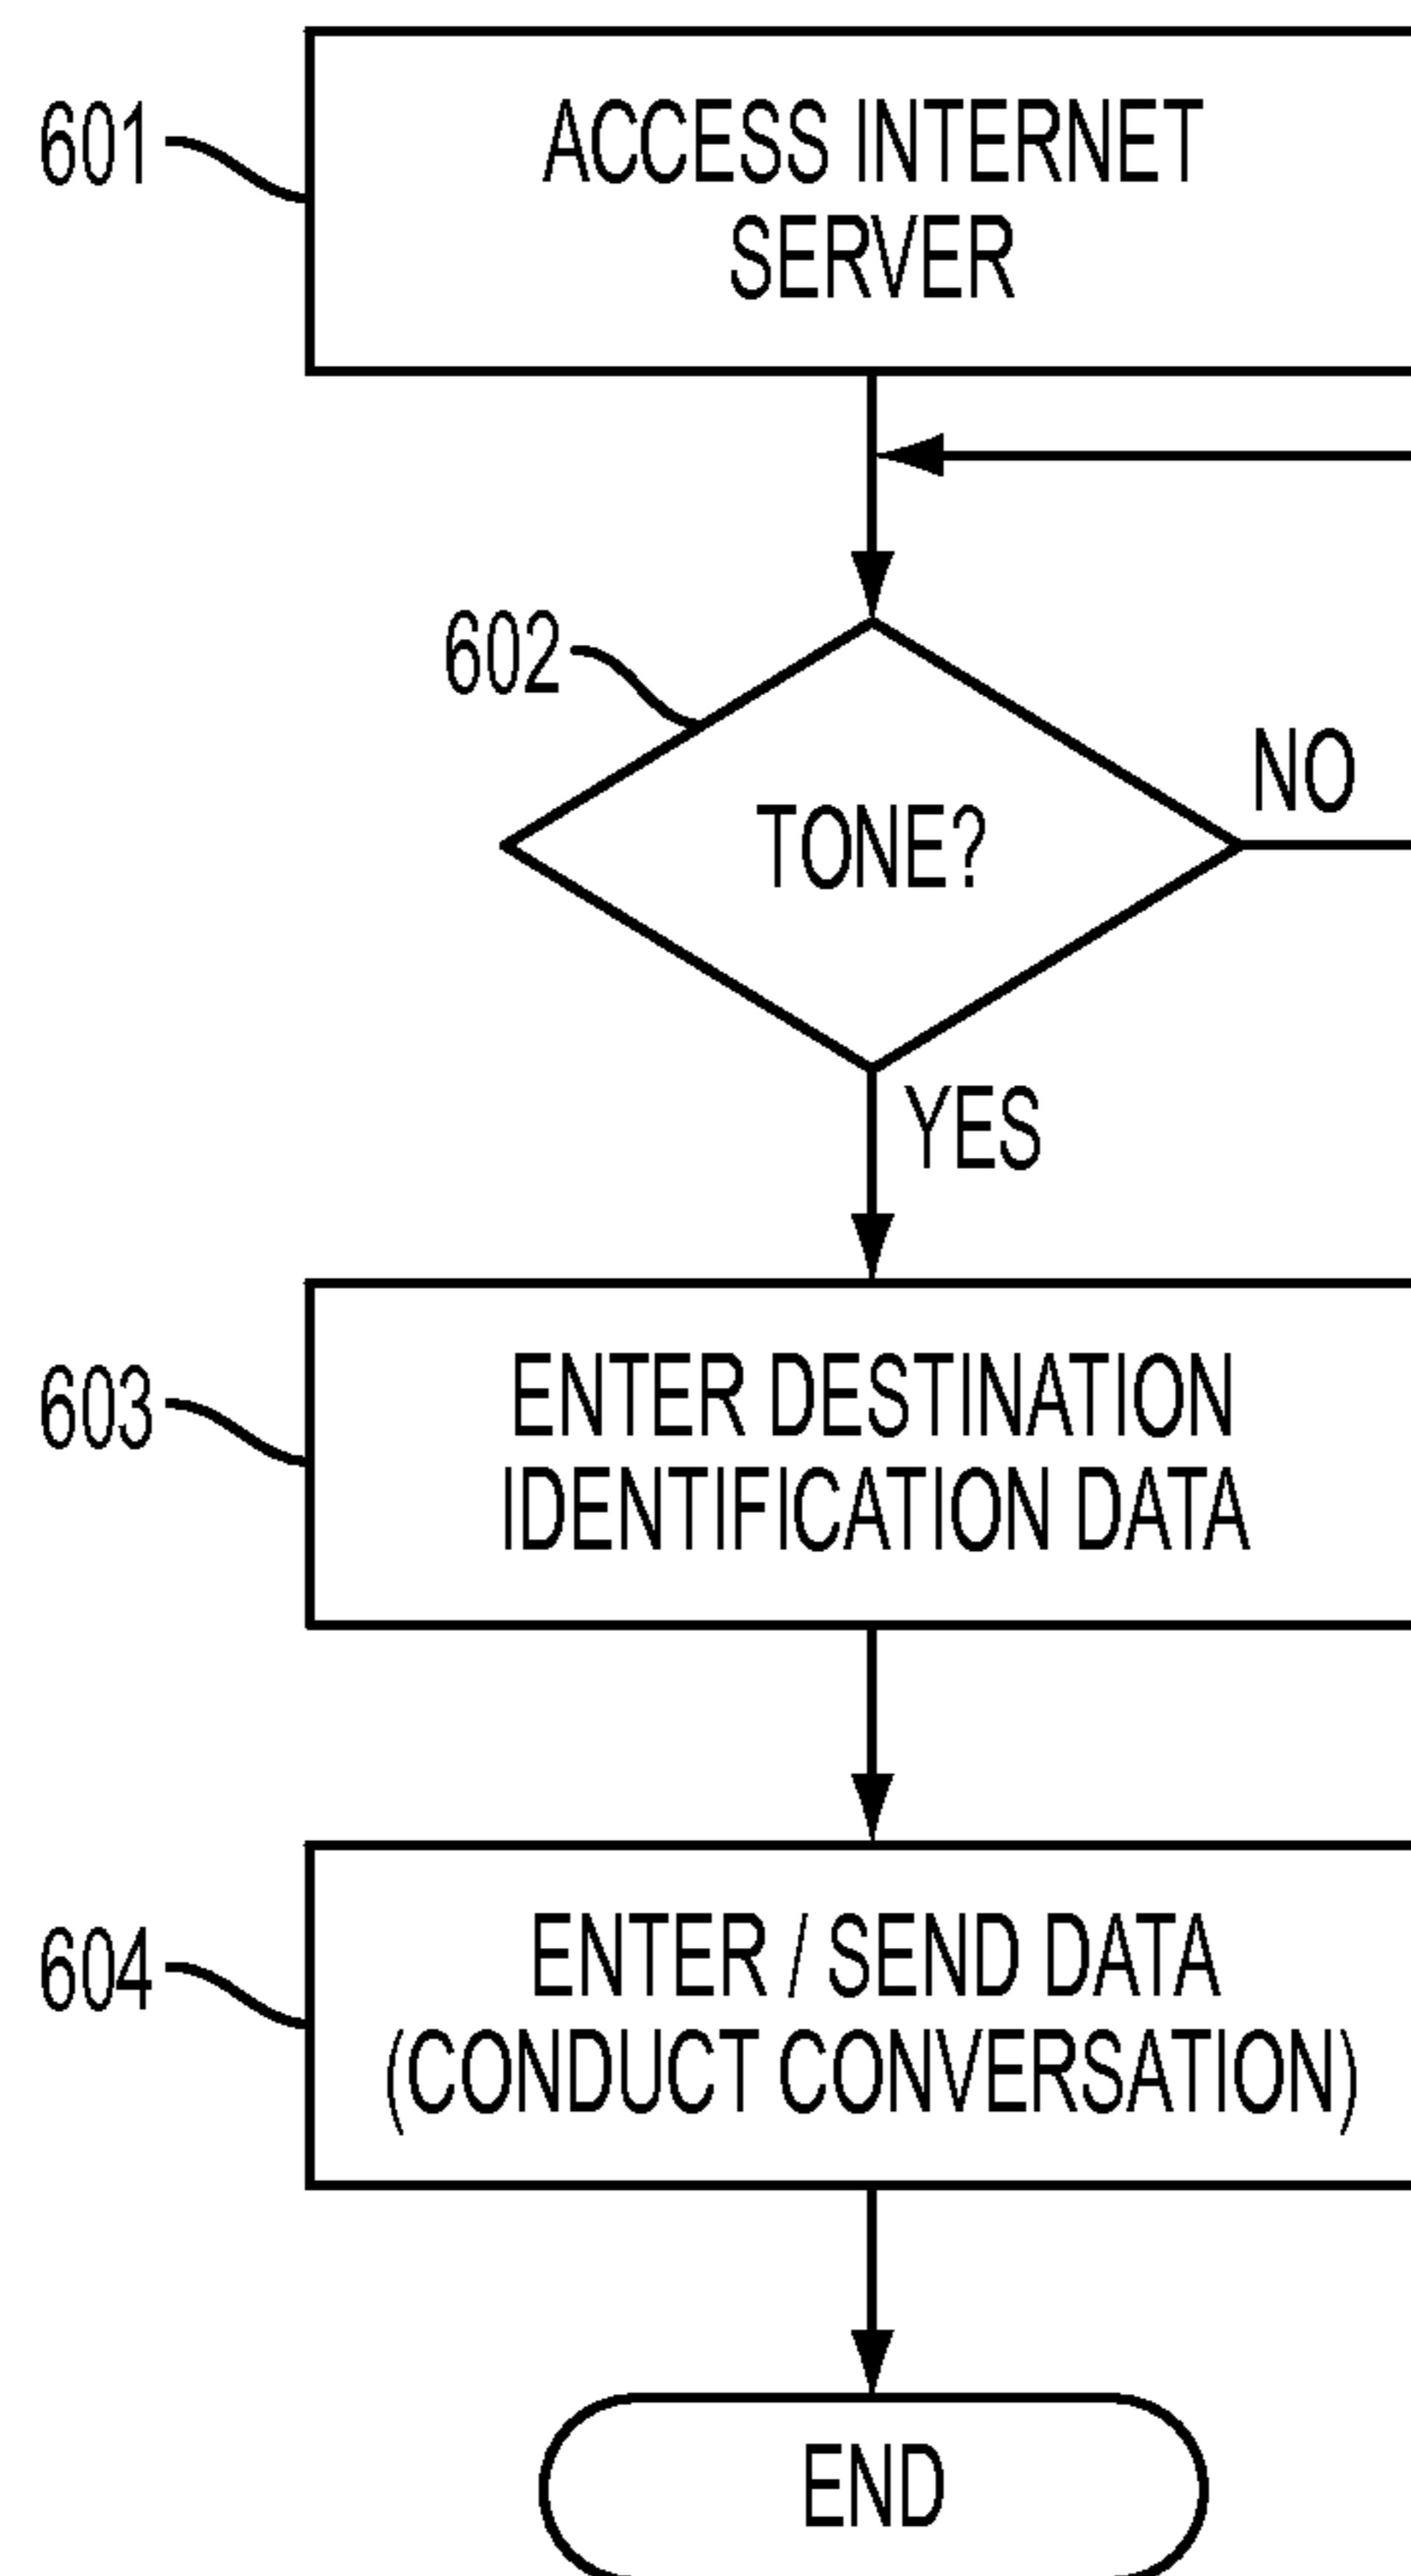 601
ACCESS INTERNET
SERVER
602
TONE?
NO
YES
603
ENTER DESTINATION
IDENTIFICATION DATA
604
ENTER / SEND DATA
(CONDUCT CONVERSATION)
END